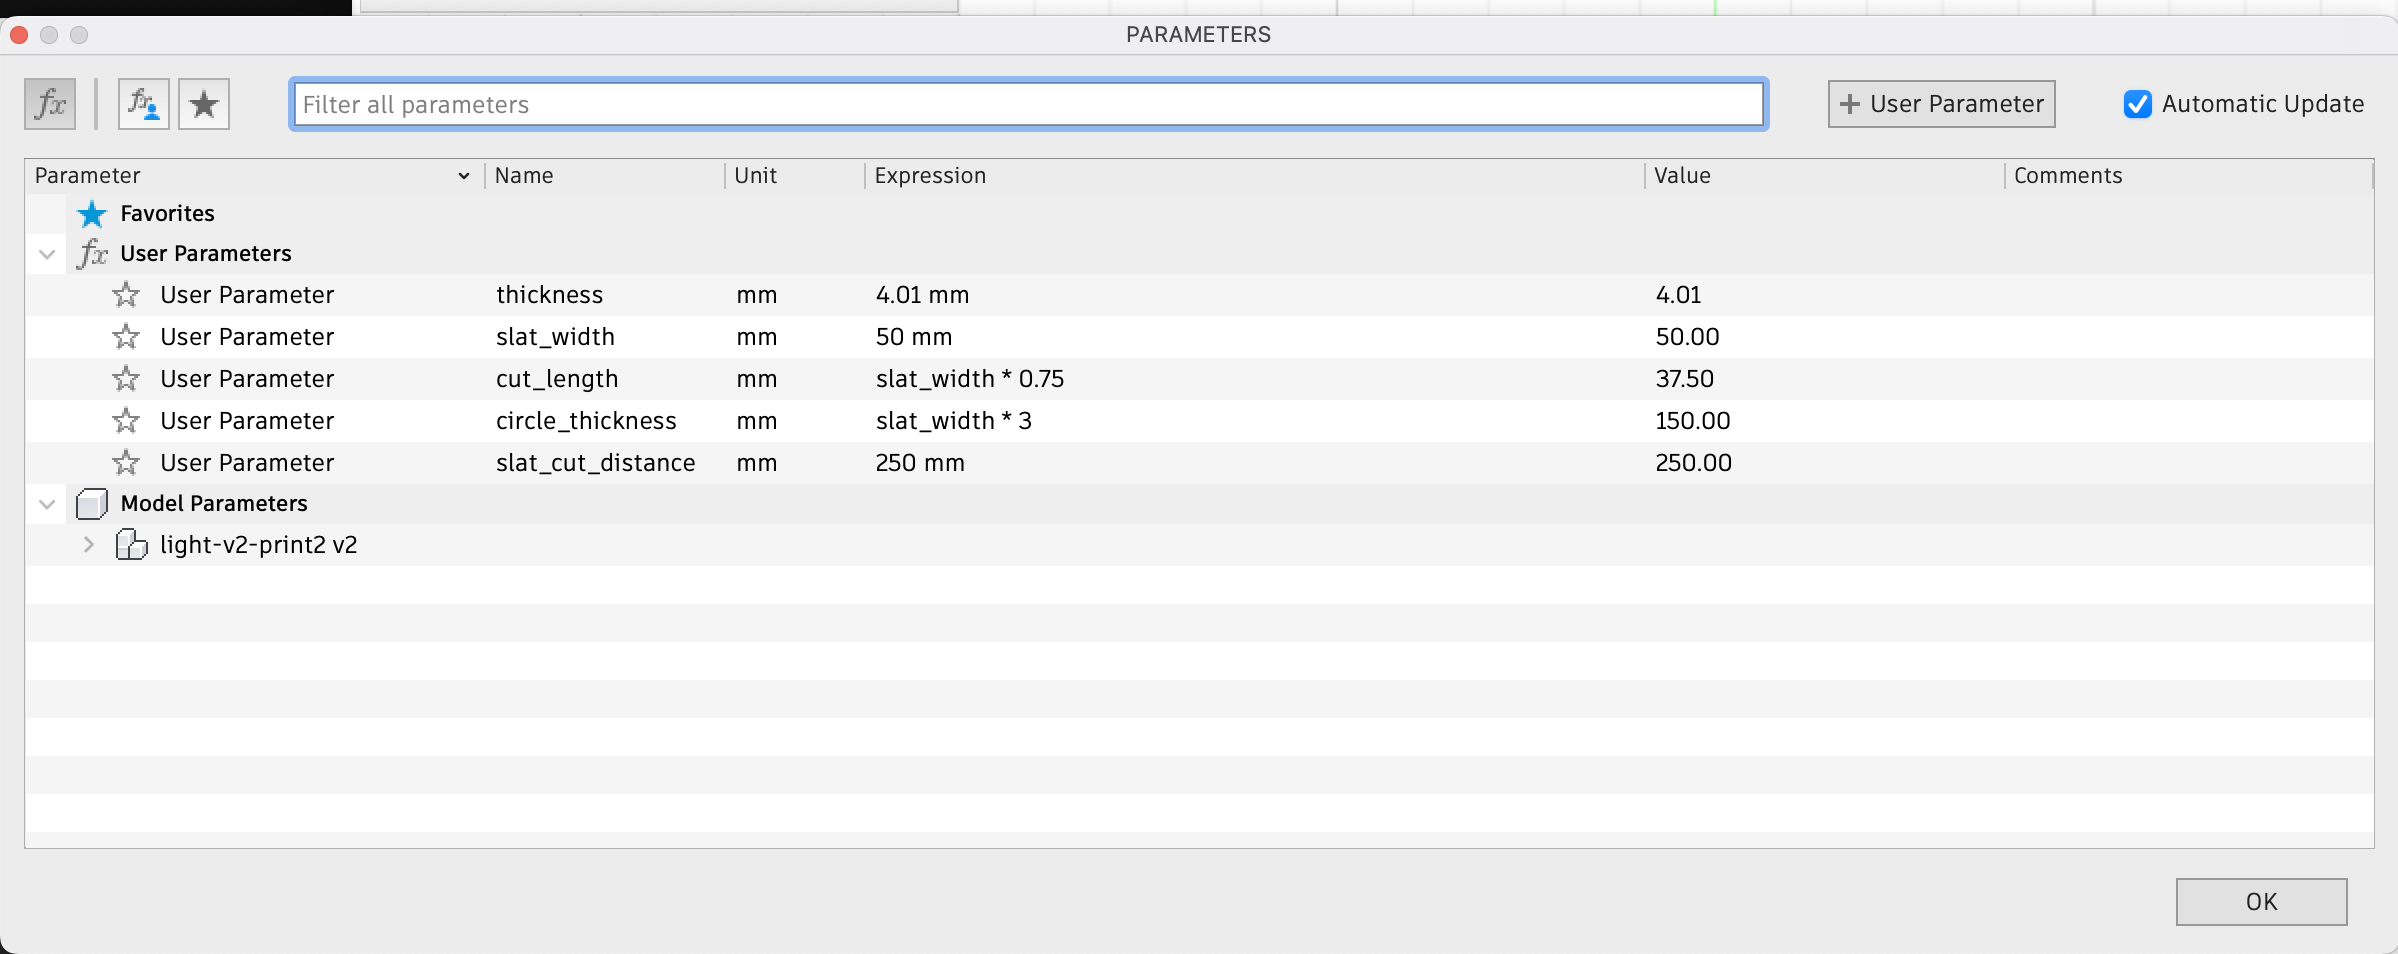 PARAMETERS
fx fx Filter all parameters + User Parameter Automatic Update
Parameter Name Unit Expression Value Comments
Favorites
fx User Parameters
User Parameter thickness mm 4.01 mm 4.01
User Parameter slat_width mm 50 mm 50.00
User Parameter cut_length mm slat_width * 0.75 37.50
User Parameter circle_thickness mm slat_width * 3 150.00
User Parameter slat_cut_distance mm 250 mm 250.00
Model Parameters
light-v2-print2 v2
OK